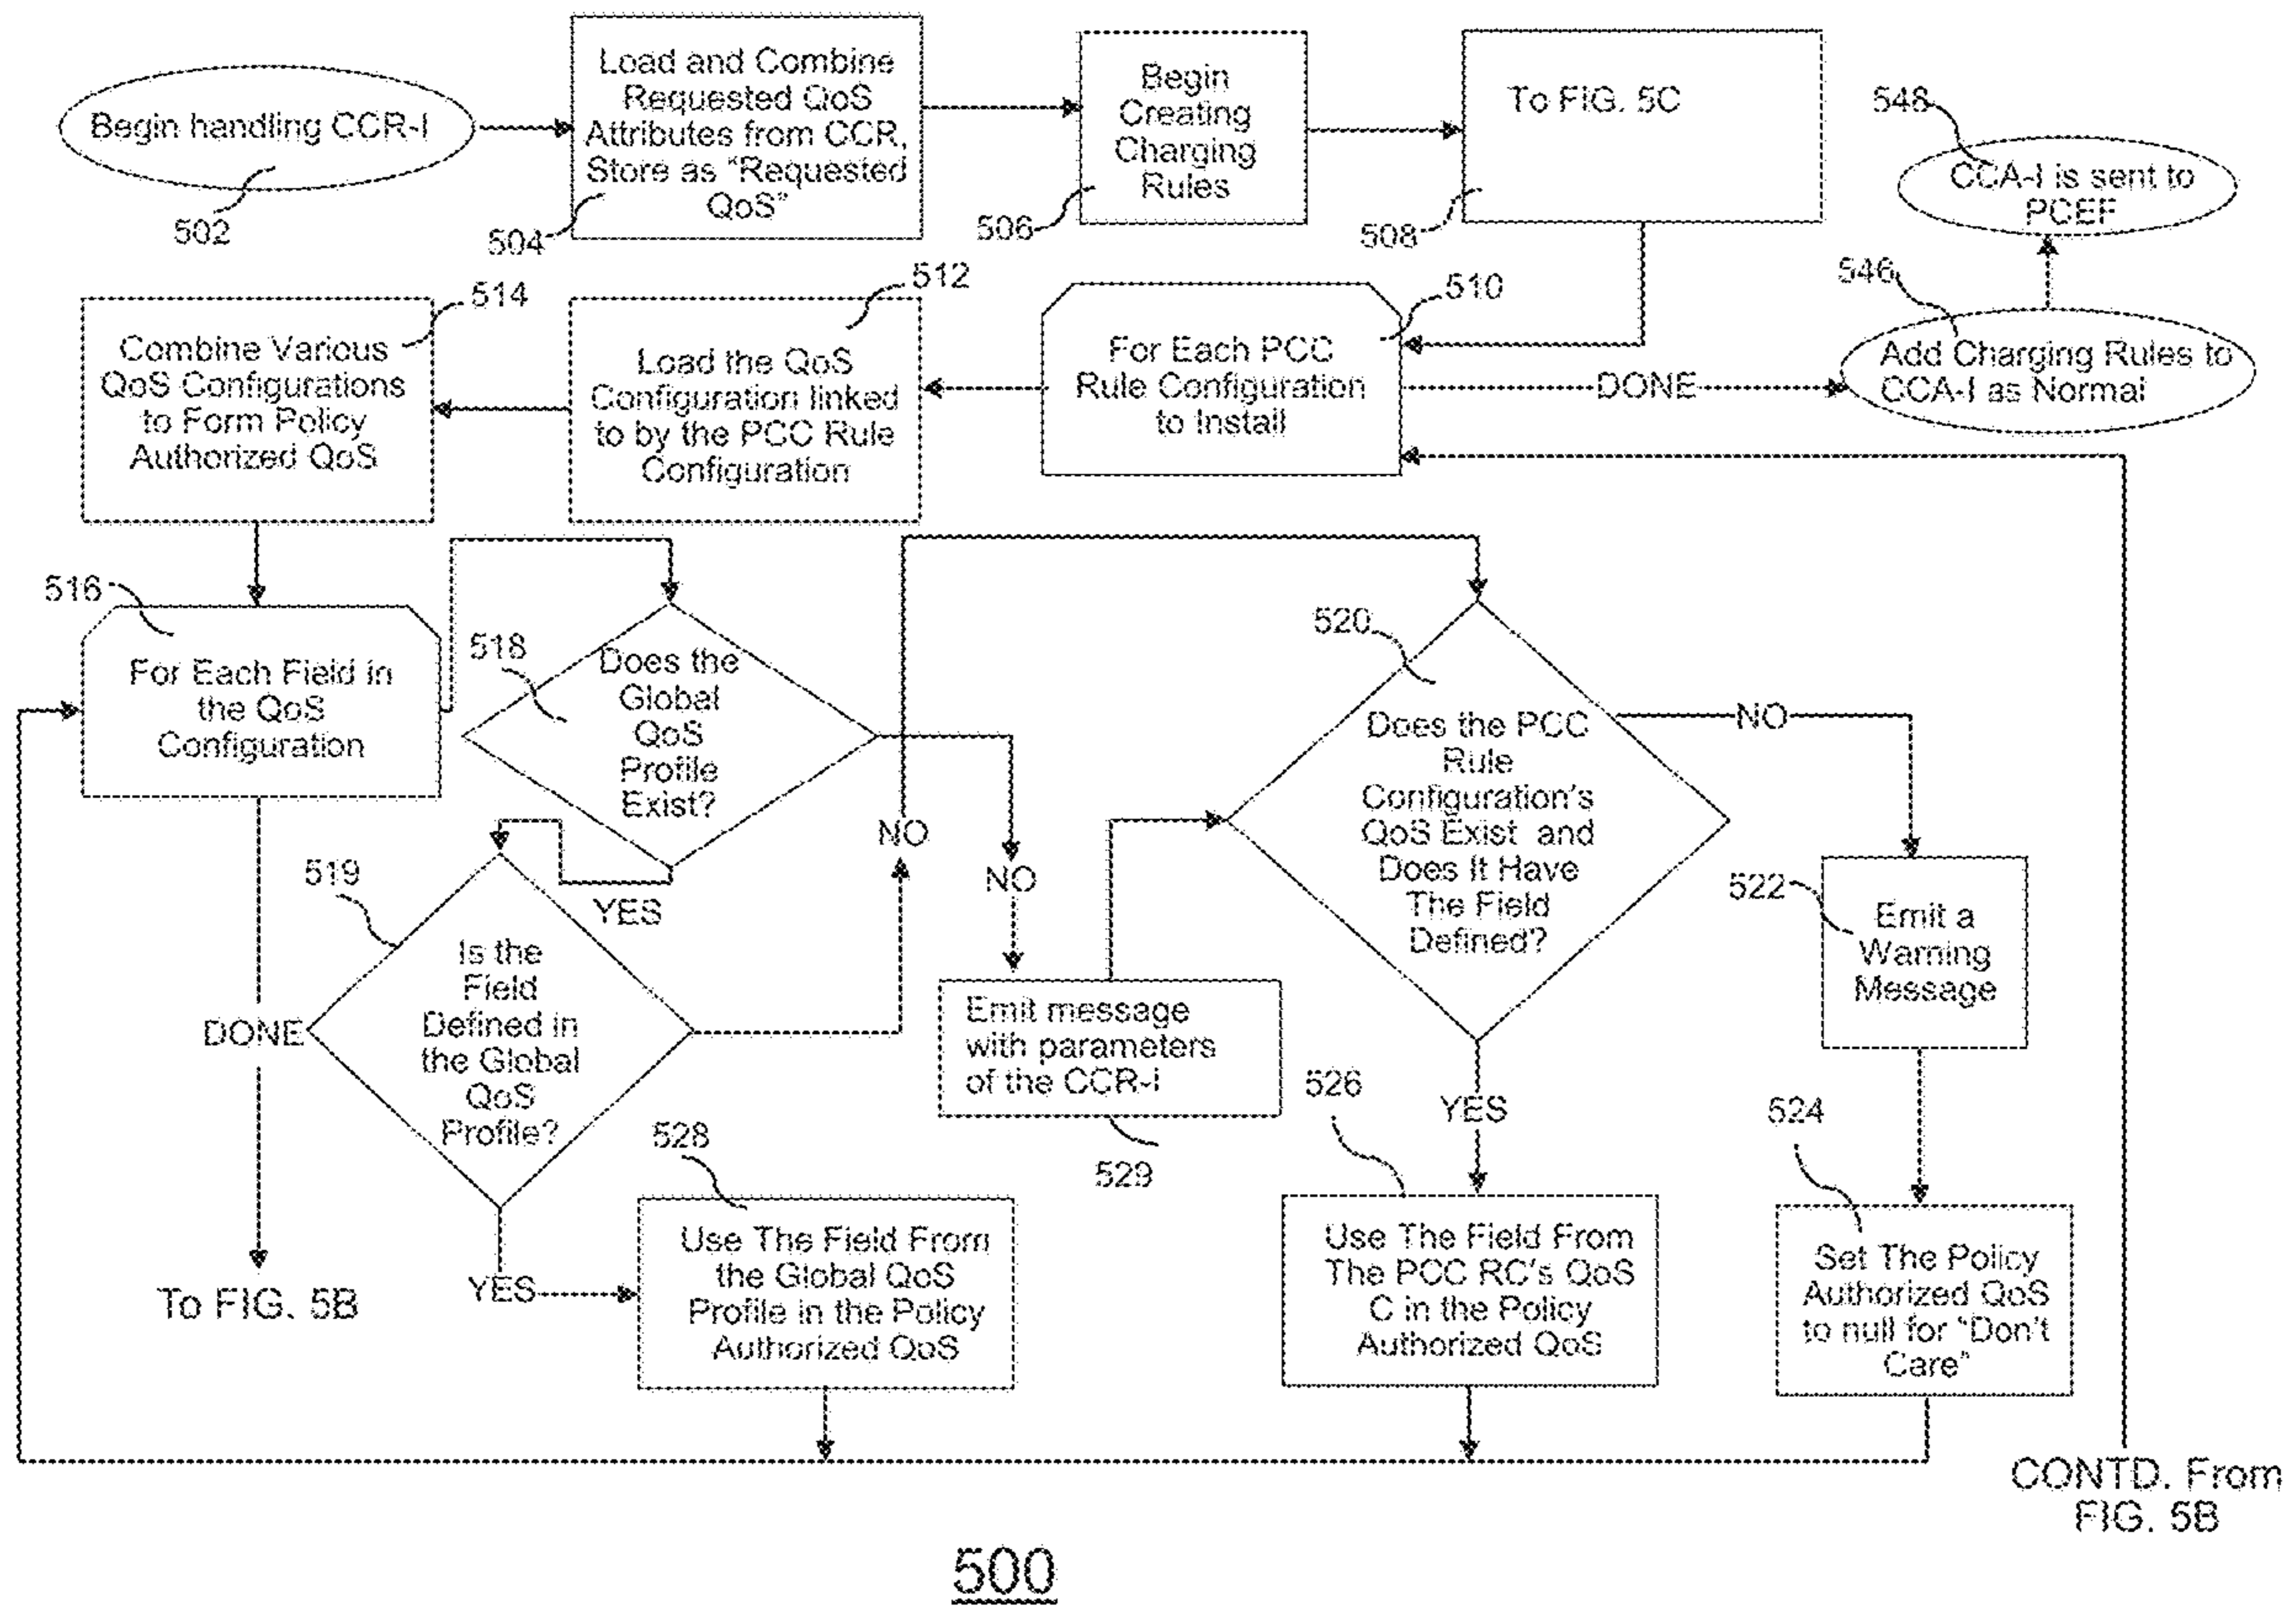 Begin handling CCR-I
502
Load and Combine
Requested QoS
Attributes from CCR,
Store as "Requested
QoS"
504
Begin
Creating
Charging
Rules
506
To FIG. 5C
508
548
CCA-I is sent to
PCEF
546
Add Charging Rules to
CCA-I as Normal
510
For Each PCC
Rule Configuration
to Install
DONE
512
Load the QoS
Configuration linked
to by the PCC Rule
Configuration
514
Combine Various
QoS Configurations
to Form Policy
Authorized QoS
516
For Each Field in
the QoS
Configuration
DONE
To FIG. 5B
518
Does the
Global
QoS
Profile
Exist?
YES
NO
NO
519
Is the
Field
Defined in
the Global
QoS
Profile?
YES
528
Use The Field From
the Global QoS
Profile in the Policy
Authorized QoS
Emit message
with parameters
of the CCR-I
529
520
Does the PCC
Rule
Configuration's
QoS Exist and
Does It Have
The Field
Defined?
NO
YES
522
Emit a
Warning
Message
526
Use The Field From
The PCC RC's QoS
C in the Policy
Authorized QoS
524
Set The Policy
Authorized QoS
to null for "Don't
Care"
CONTD. From
FIG. 5B
500